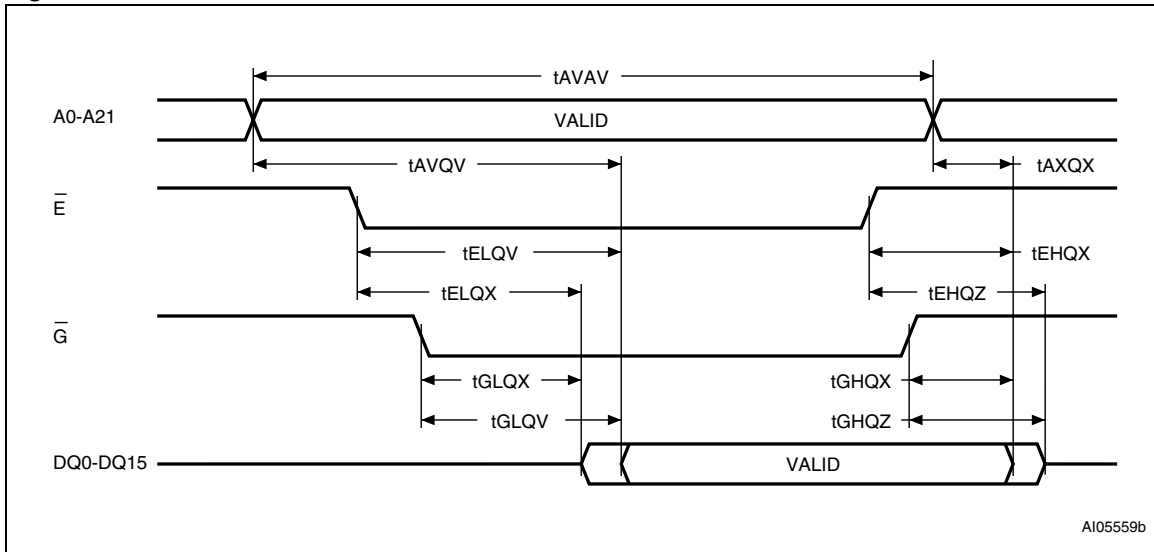 tAVAV
A0-A21
VALID
tAVQV
tAXQX
E̅
tELQV
tEHQX
tELQX
tEHQZ
G̅
tGLQX
tGHQX
tGLQV
tGHQZ
DQ0-DQ15
VALID
AI05559b